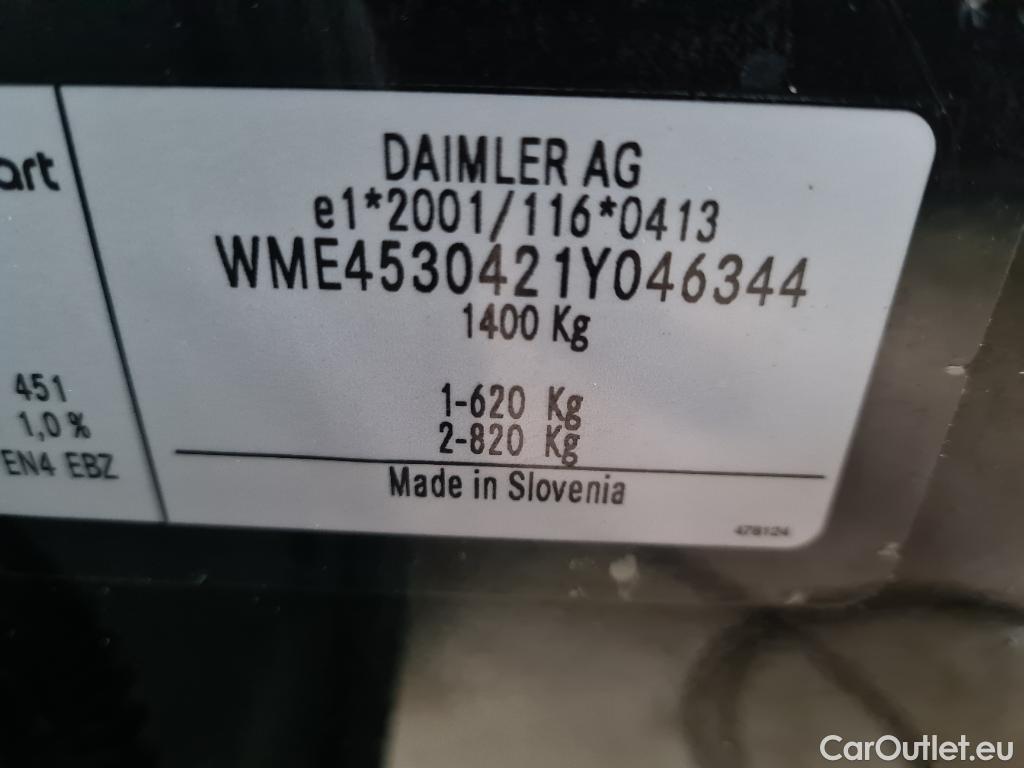 art
451
1,0 %
EN4 EBZ
DAIMLER AG
e1*2001/116*0413
WME4530421Y046344
1400 Kg
1-620 Kg
2-820 Kg
Made in Slovenia
478124
CarOutlet.eu